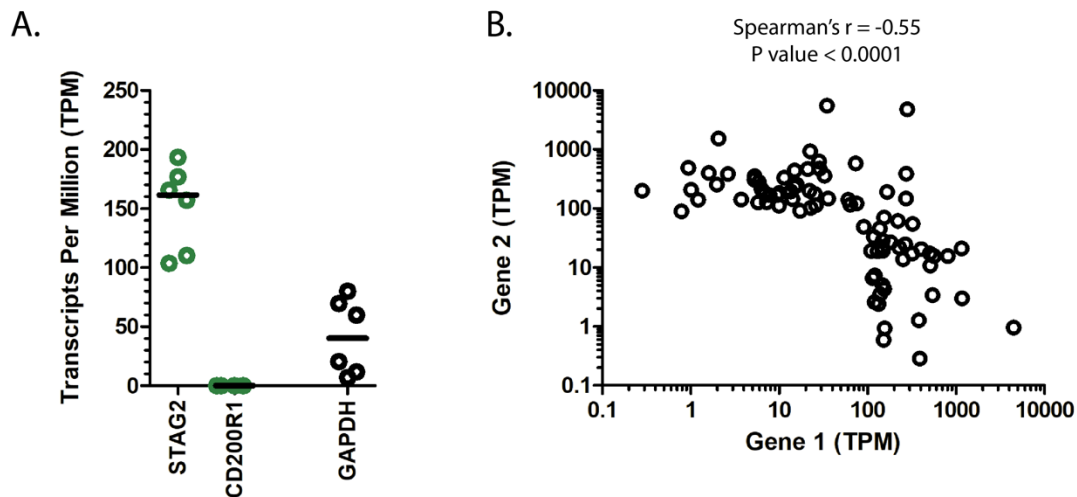 A.
Transcripts Per Million (TPM)
250
200
150
100
50
0
STAG2
CD200R1
GAPDH
B.
Spearman's r = -0.55
P value < 0.0001
Gene 2 (TPM)
10000
1000
100
10
1
0.1
0.1
1
10
100
1000
10000
Gene 1 (TPM)